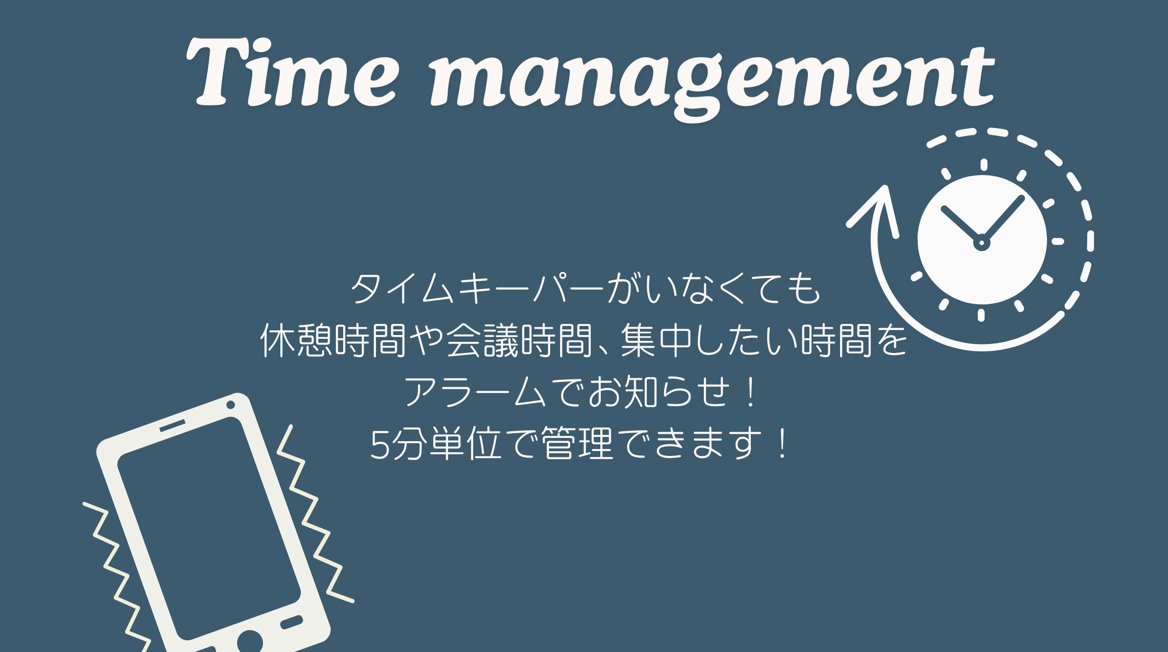 Time management
タイムキーパーがいなくても
休憩時間や会議時間、集中したい時間を
アラームでお知らせ！
5分単位で管理できます！